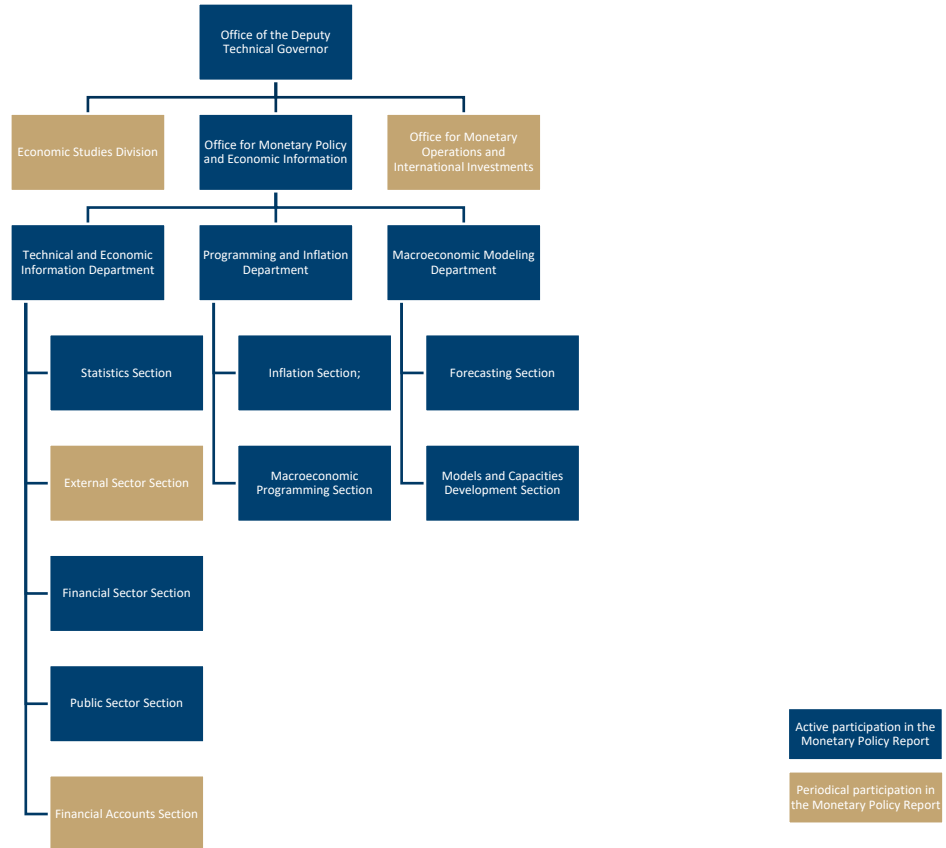 Office of the Deputy
Technical Governor
Economic Studies Division
Office for Monetary Policy
and Economic Information
Office for Monetary
Operations and
International Investments
Technical and Economic
Information Department
Programming and Inflation
Department
Macroeconomic Modeling
Department
Statistics Section
Inflation Section;
Forecasting Section
External Sector Section
Macroeconomic
Programming Section
Models and Capacities
Development Section
Financial Sector Section
Public Sector Section
Financial Accounts Section
Active participation in the
Monetary Policy Report
Periodical participation in
the Monetary Policy Report